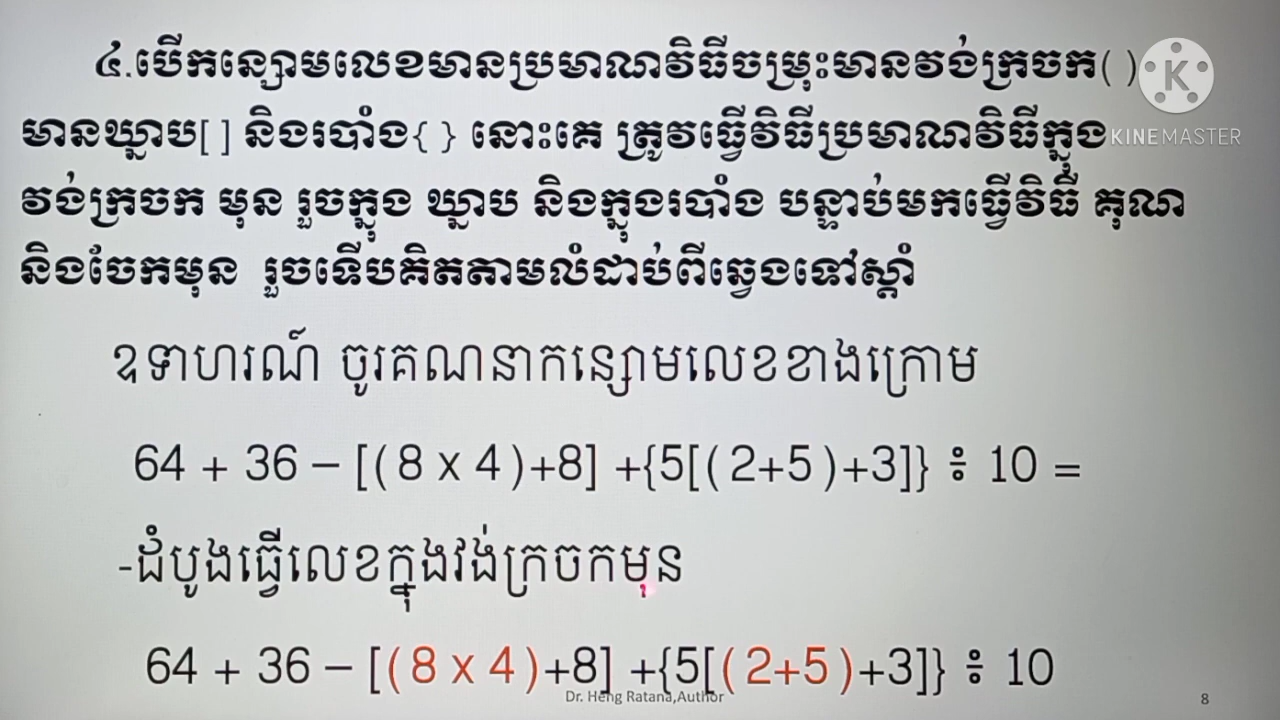 ៤.បើកន្សោមលេខមានប្រមាណវិធីចម្រុះមានវង់ក្រចក( )
មានឃ្នាប[ ] និងរបាំង{ } នោះគេ ត្រូវធ្វើវិធីប្រមាណវិធីក្នុង
វង់ក្រចក មុន រួចក្នុង ឃ្នាប និងក្នុងរបាំង បន្ទាប់មកធ្វើវិធី គុណ
និងចែកមុន រួចទើបគិតតាមលំដាប់ពីឆ្វេងទៅស្តាំ
ឧទាហរណ៍ ចូរគណនាកន្សោមលេខខាងក្រោម
64 + 36 – [(8 x 4)+8] +{5[(2+5)+3]} ÷ 10 =
-ដំបូងធ្វើលេខក្នុងវង់ក្រចកមុន
64 + 36 – [(8 x 4)+8] +{5[(2+5)+3]} ÷ 10
Dr. Heng Ratana,Author
8
K
KINEMASTER